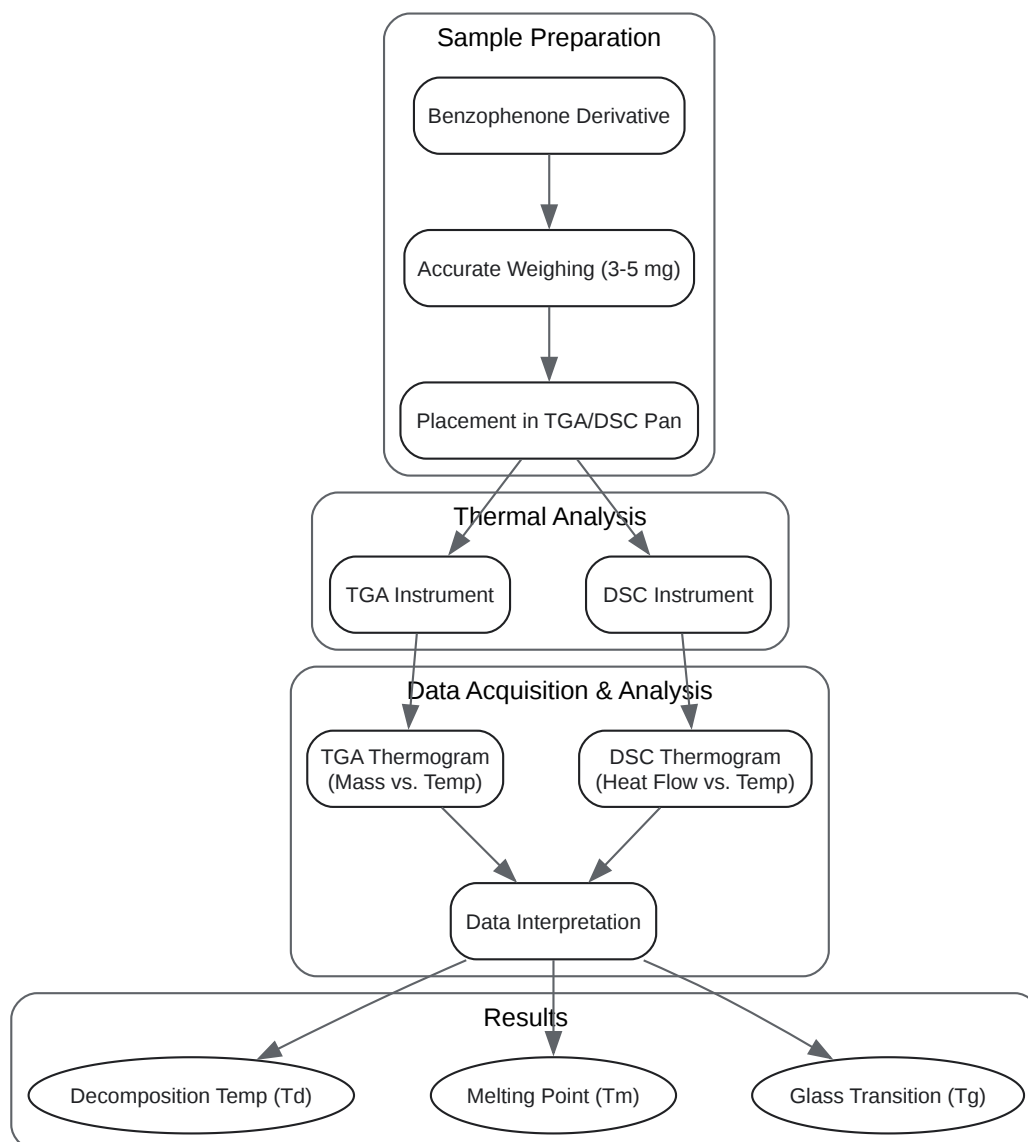 Sample Preparation
Benzophenone Derivative
Accurate Weighing (3-5 mg)
Placement in TGA/DSC Pan
Thermal Analysis
TGA Instrument
DSC Instrument
Data Acquisition & Analysis
TGA Thermogram
(Mass vs. Temp)
DSC Thermogram
(Heat Flow vs. Temp)
Data Interpretation
Results
Decomposition Temp (Td)
Melting Point (Tm)
Glass Transition (Tg)